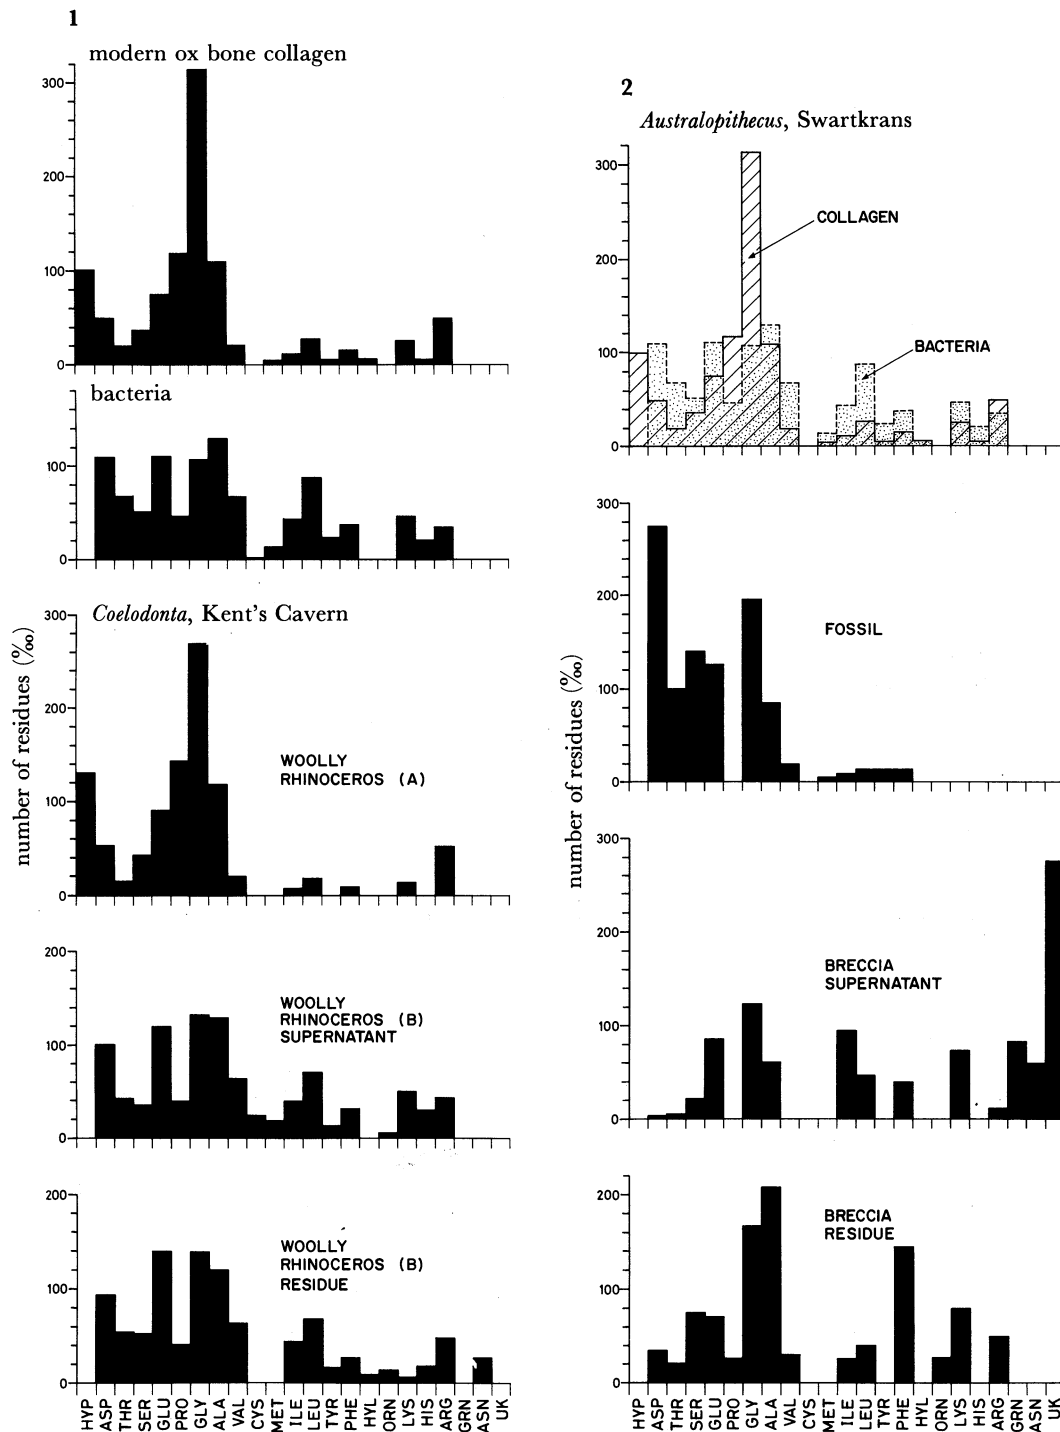 1
modern ox bone collagen
300
200
100
0
bacteria
100
0
Coelodonta, Kent's Cavern
300
200
100
0
WOOLLY
RHINOCEROS (A)
200
100
0
WOOLLY
RHINOCEROS (B)
SUPERNATANT
200
100
0
WOOLLY
RHINOCEROS (B)
RESIDUE
number of residues (‰)
HYP
ASP
THR
SER
GLU
PRO
GLY
ALA
VAL
CYS
MET
ILE
LEU
TYR
PHE
HYL
ORN
LYS
HIS
ARG
GRN
ASN
UK
2
Australopithecus, Swartkrans
300
200
100
0
COLLAGEN
BACTERIA
300
200
100
0
FOSSIL
300
200
100
0
BRECCIA
SUPERNATANT
200
100
0
BRECCIA
RESIDUE
number of residues (‰)
HYP
ASP
THR
SER
GLU
PRO
GLY
ALA
VAL
CYS
MET
ILE
LEU
TYR
PHE
HYL
ORN
LYS
HIS
ARG
GRN
ASN
UK